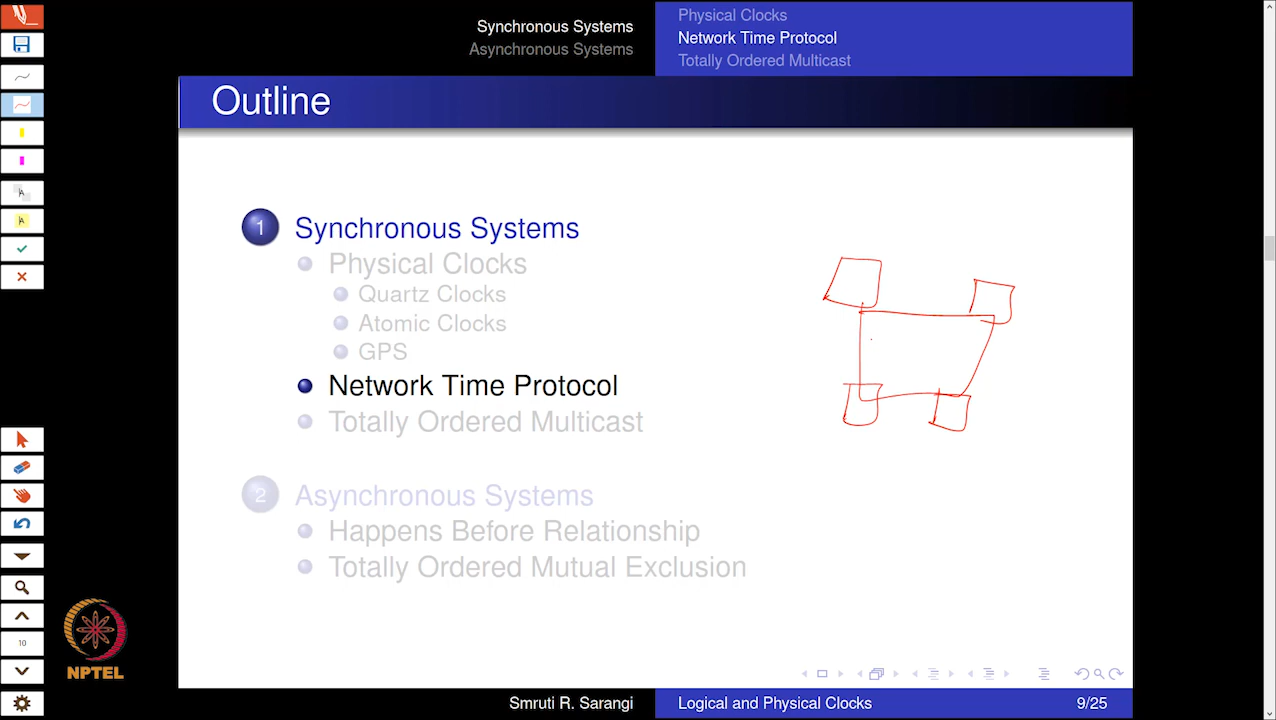 Synchronous Systems
Asynchronous Systems
Physical Clocks
Network Time Protocol
Totally Ordered Multicast
Outline
1 Synchronous Systems
Physical Clocks
Quartz Clocks
Atomic Clocks
GPS
Network Time Protocol
Totally Ordered Multicast
2 Asynchronous Systems
Happens Before Relationship
Totally Ordered Mutual Exclusion
A
A
10
NPTEL
Smruti R. Sarangi
Logical and Physical Clocks
9/25